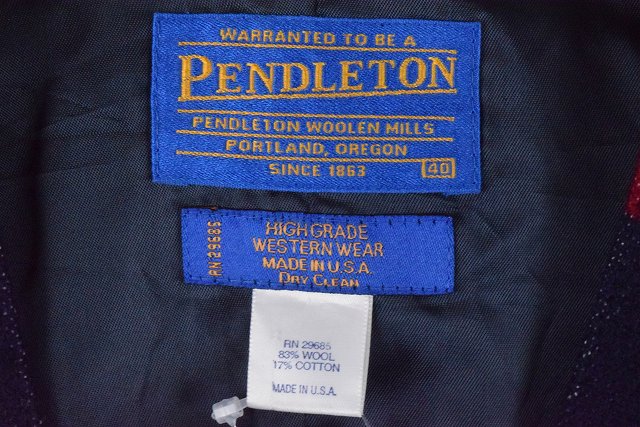 WARRANTED TO BE A
PENDLETON
PENDLETON WOOLEN MILLS
PORTLAND, OREGON
SINCE 1863 40
RN 29685
HIGH GRADE
WESTERN WEAR
MADE IN U.S.A.
DRY CLEAN
RN 29685
83% WOOL
17% COTTON
MADE IN U.S.A.